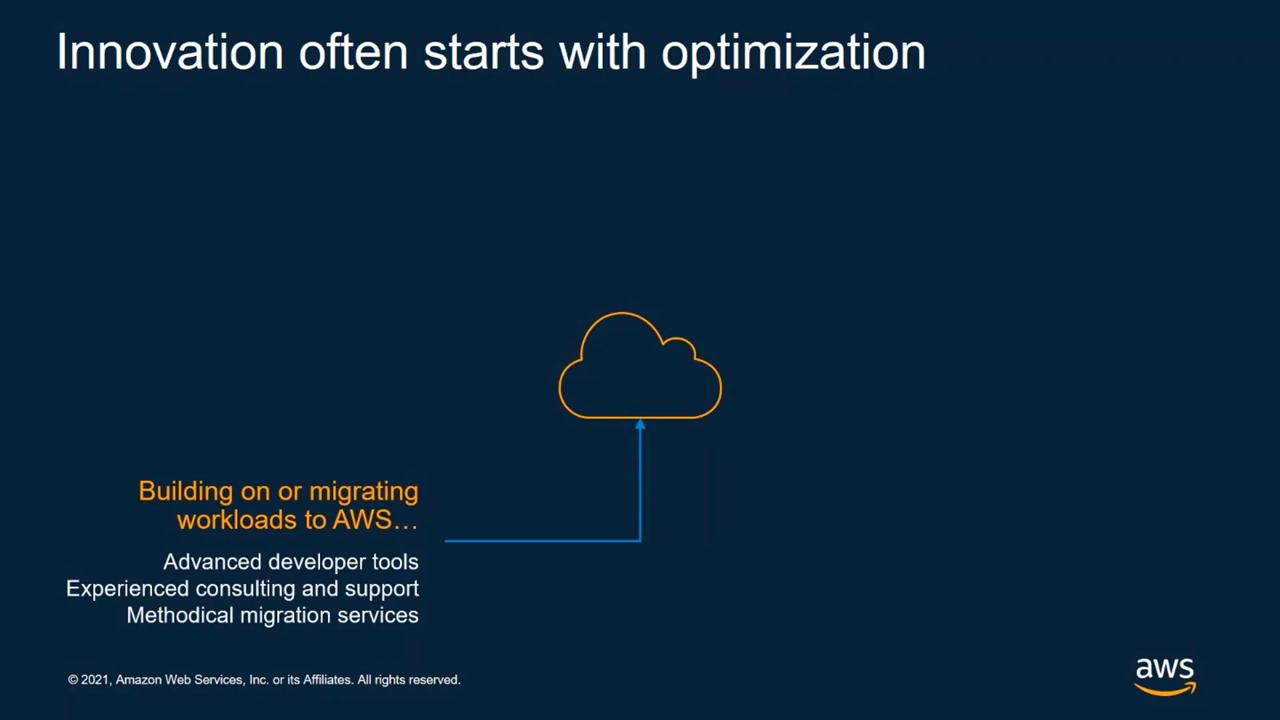 Innovation often starts with optimization
Building on or migrating
workloads to AWS…
Advanced developer tools
Experienced consulting and support
Methodical migration services
© 2021, Amazon Web Services, Inc. or its Affiliates. All rights reserved.
aws